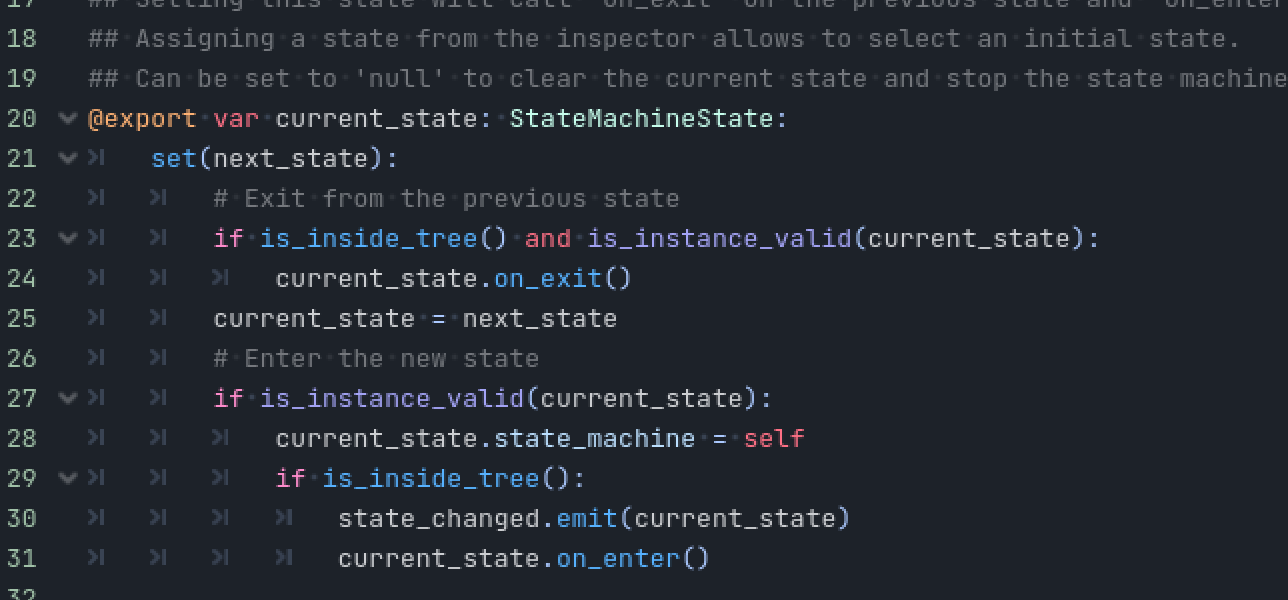 17 ## Setting this state will call `on_exit` on the previous state and `on_enter
18 ## Assigning a state from the inspector allows to select an initial state.
19 ## Can be set to 'null' to clear the current state and stop the state machine
20 @export var current_state: StateMachineState:
21 set(next_state):
22 # Exit from the previous state
23 if is_inside_tree() and is_instance_valid(current_state):
24 current_state.on_exit()
25 current_state = next_state
26 # Enter the new state
27 if is_instance_valid(current_state):
28 current_state.state_machine = self
29 if is_inside_tree():
30 state_changed.emit(current_state)
31 current_state.on_enter()
32